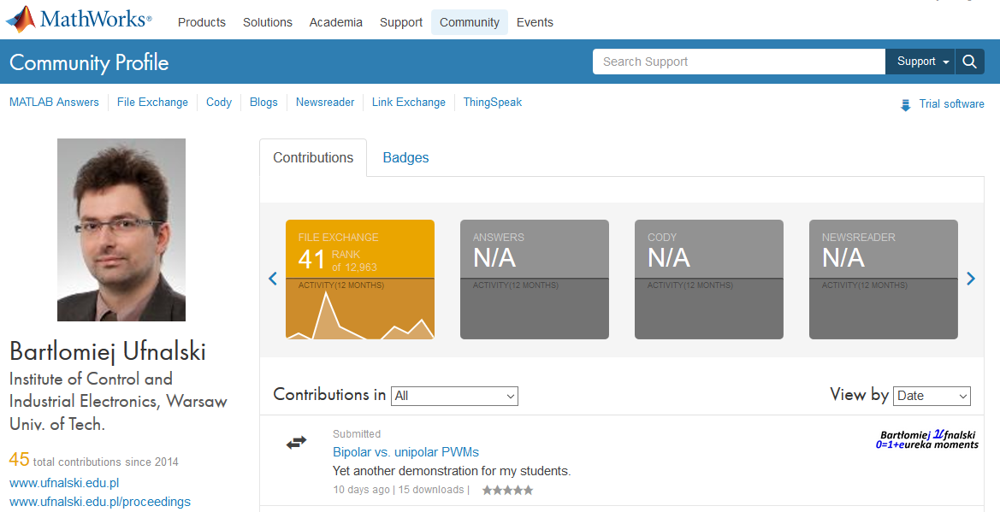 MathWorks®
Products Solutions Academia Support Community Events
Community Profile
Search Support
Support
MATLAB Answers File Exchange Cody Blogs Newsreader Link Exchange ThingSpeak
Trial software
Contributions Badges
FILE EXCHANGE
41 RANK
of 12,963
ACTIVITY(12 MONTHS)
ANSWERS
N/A
ACTIVITY(12 MONTHS)
CODY
N/A
ACTIVITY(12 MONTHS)
NEWSREADER
N/A
ACTIVITY(12 MONTHS)
Bartlomiej Ufnalski
Institute of Control and
Industrial Electronics, Warsaw
Univ. of Tech.
45 total contributions since 2014
www.ufnalski.edu.pl
www.ufnalski.edu.pl/proceedings
Contributions in All
View by Date
Submitted
Bipolar vs. unipolar PWMs
Yet another demonstration for my students.
10 days ago | 15 downloads |
Bartłomiej Ufnalski
0=1+eureka moments